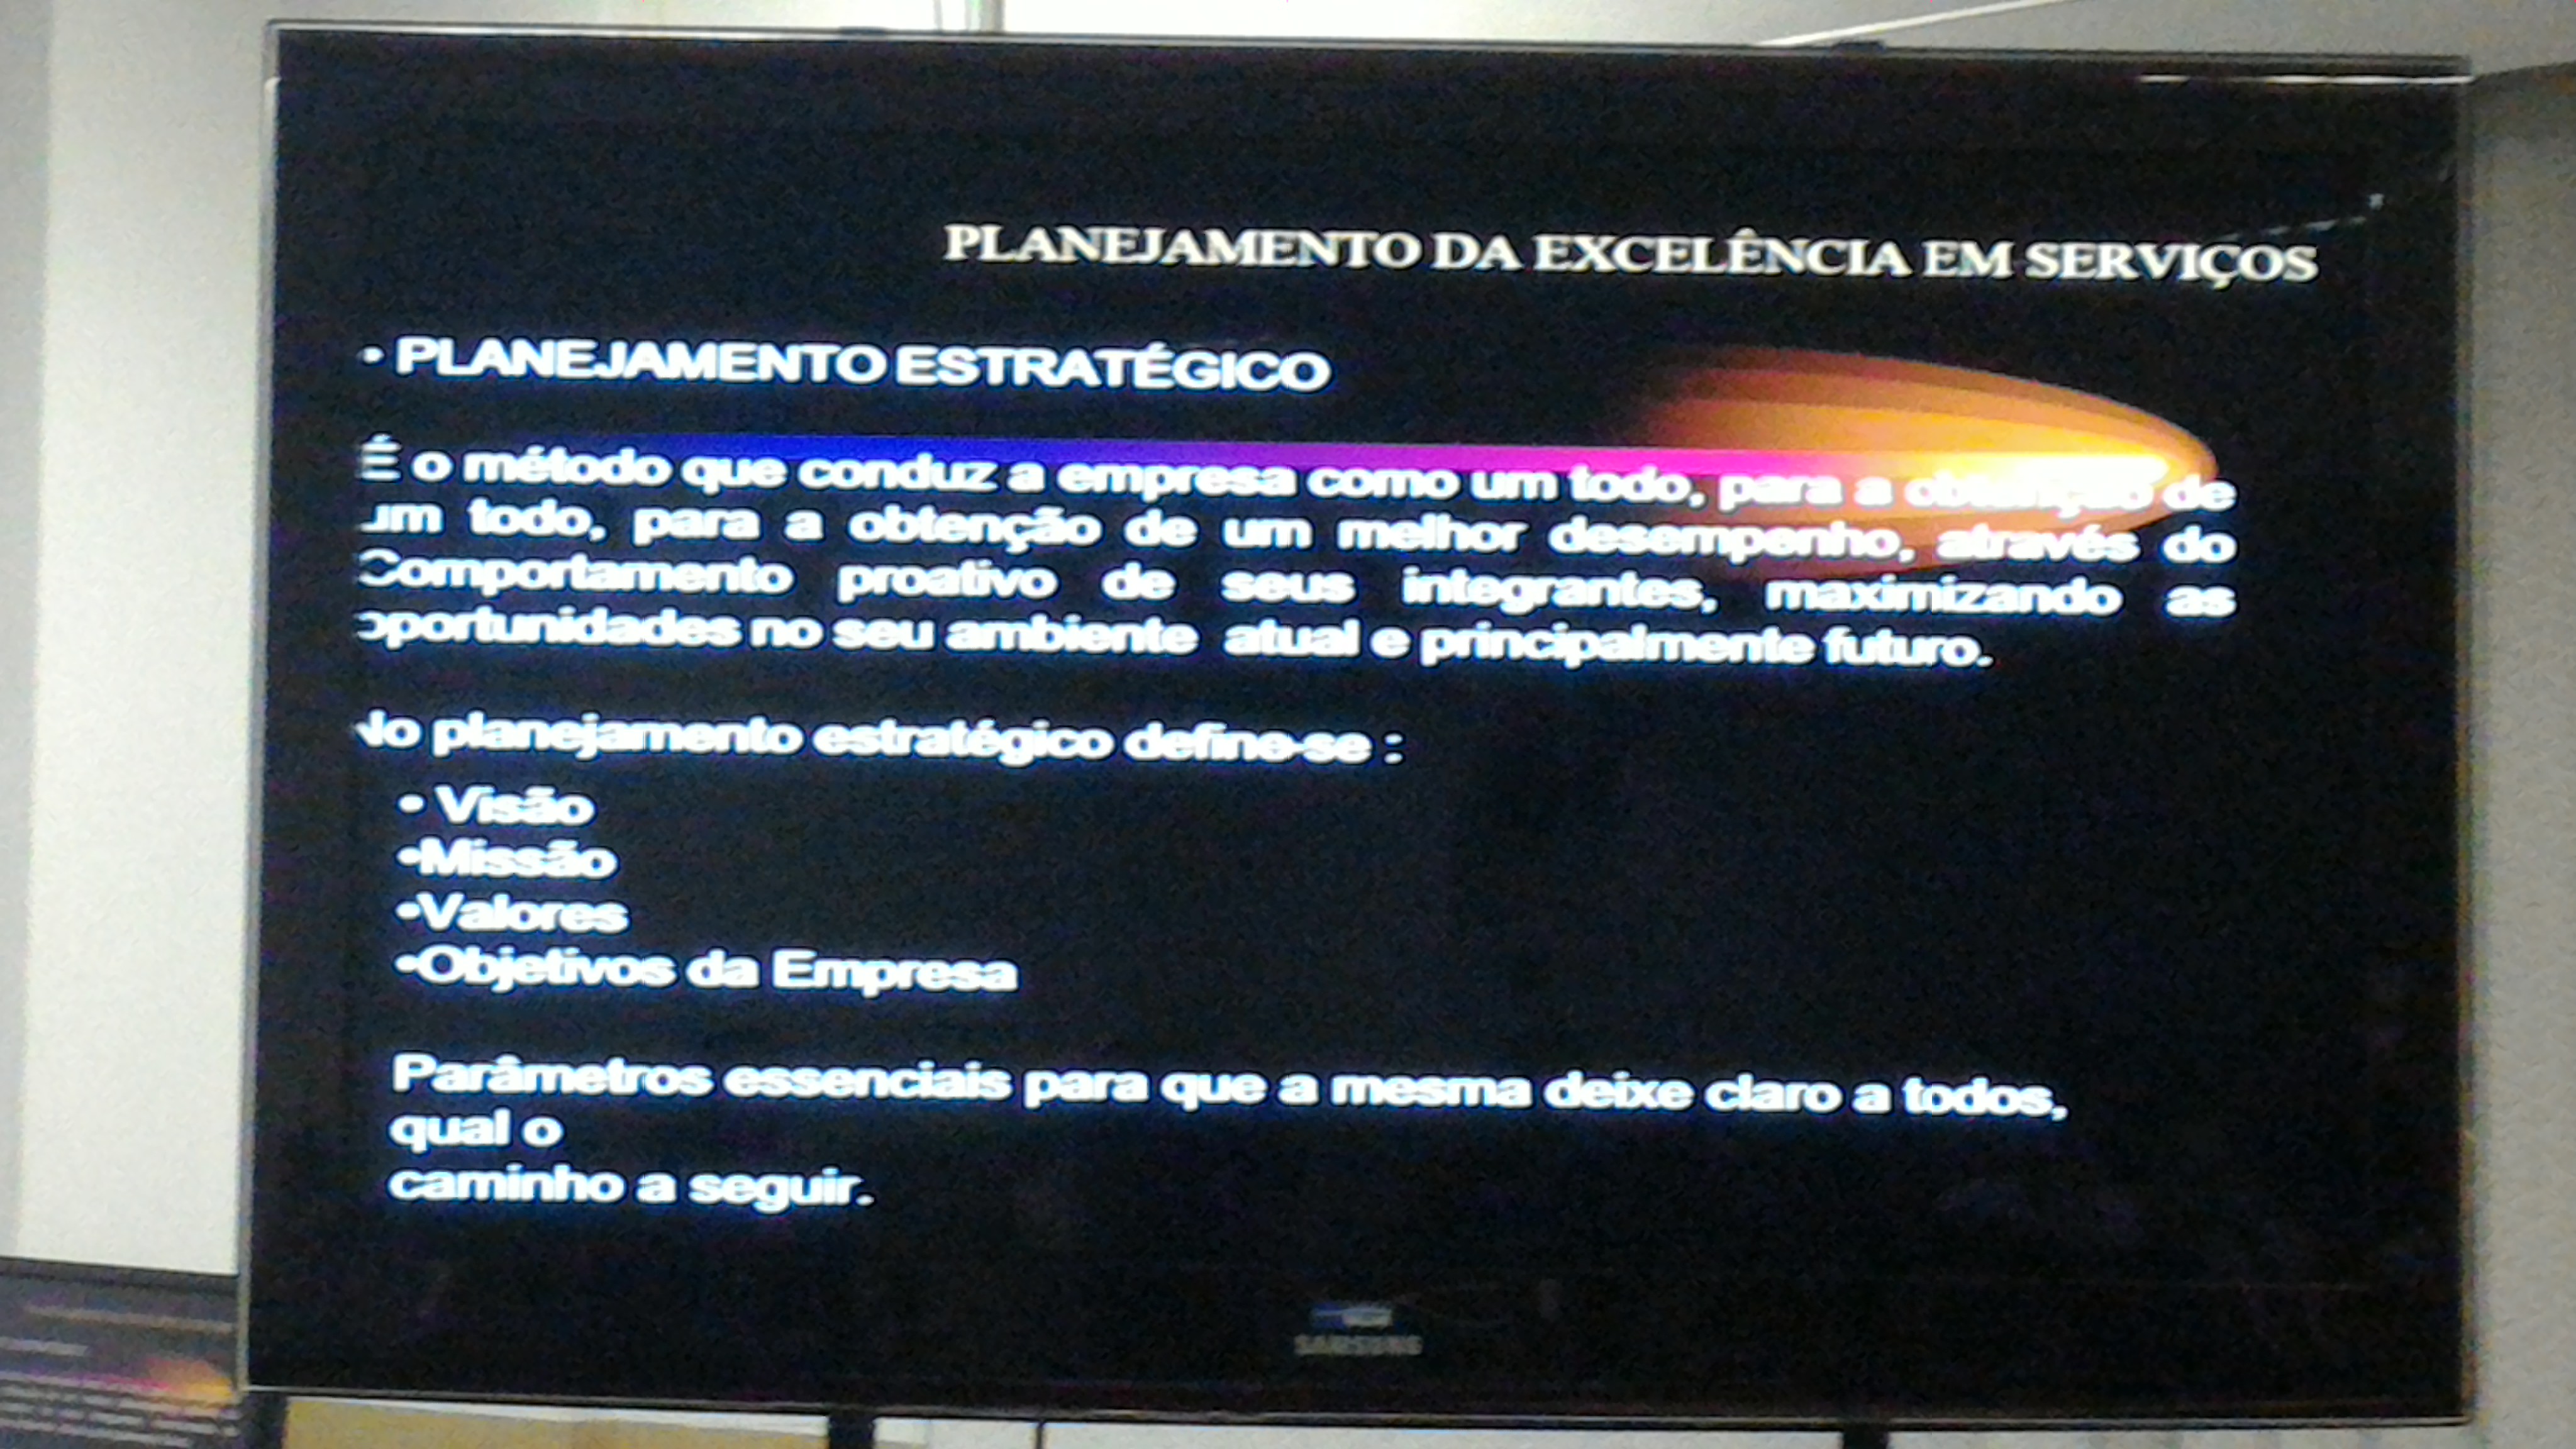 PLANEJAMENTO DA EXCELÊNCIA EM SERVIÇOS
• PLANEJAMENTO ESTRATÉGICO
É o método que conduz a empresa como um todo, para a obtenção de
um todo, para a obtenção de um melhor desempenho, através do
Comportamento proativo de seus integrantes, maximizando as
oportunidades no seu ambiente atual e principalmente futuro.
No planejamento estratégico define-se :
• Visão
•Missão
•Valores
•Objetivos da Empresa
Parâmetros essenciais para que a mesma deixe claro a todos,
qual o
caminho a seguir.
SAMSUNG